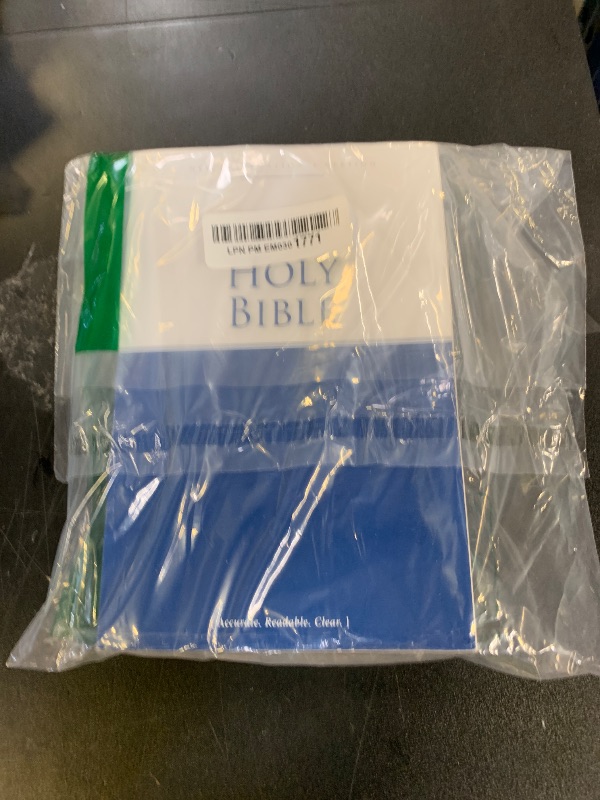 LPN PM EM030 1771
HOLY
BIBLE
[Accurate. Readable. Clear.]